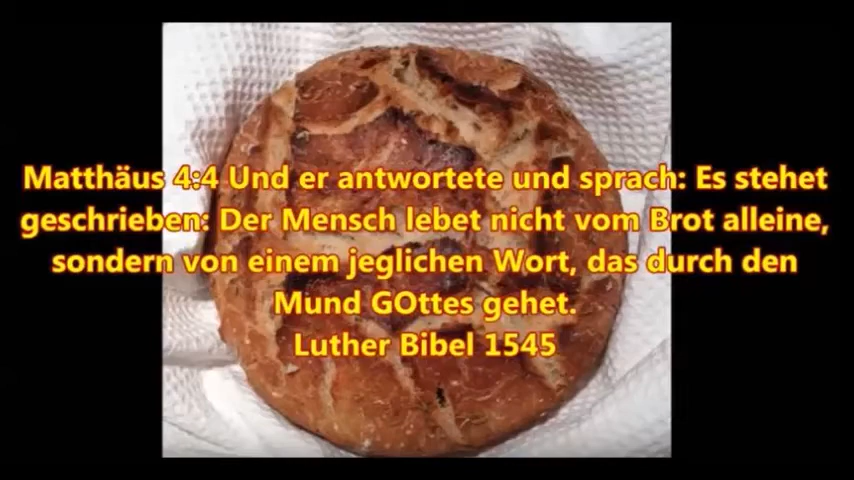 Matthäus 4:4 Und er antwortete und sprach: Es stehet
geschrieben: Der Mensch lebet nicht vom Brot alleine,
sondern von einem jeglichen Wort, das durch den
Mund GOttes gehet.
Luther Bibel 1545